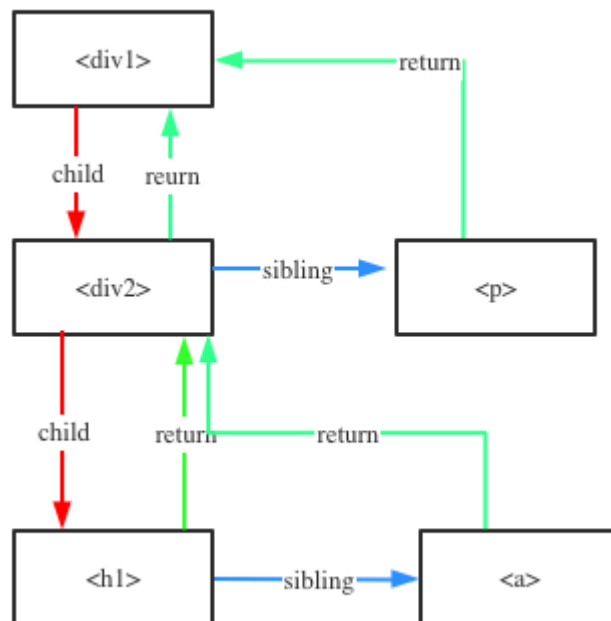 <div1>
return
child
reurn
<div2>
sibling
<p>
child
return
return
<h1>
sibling
<a>